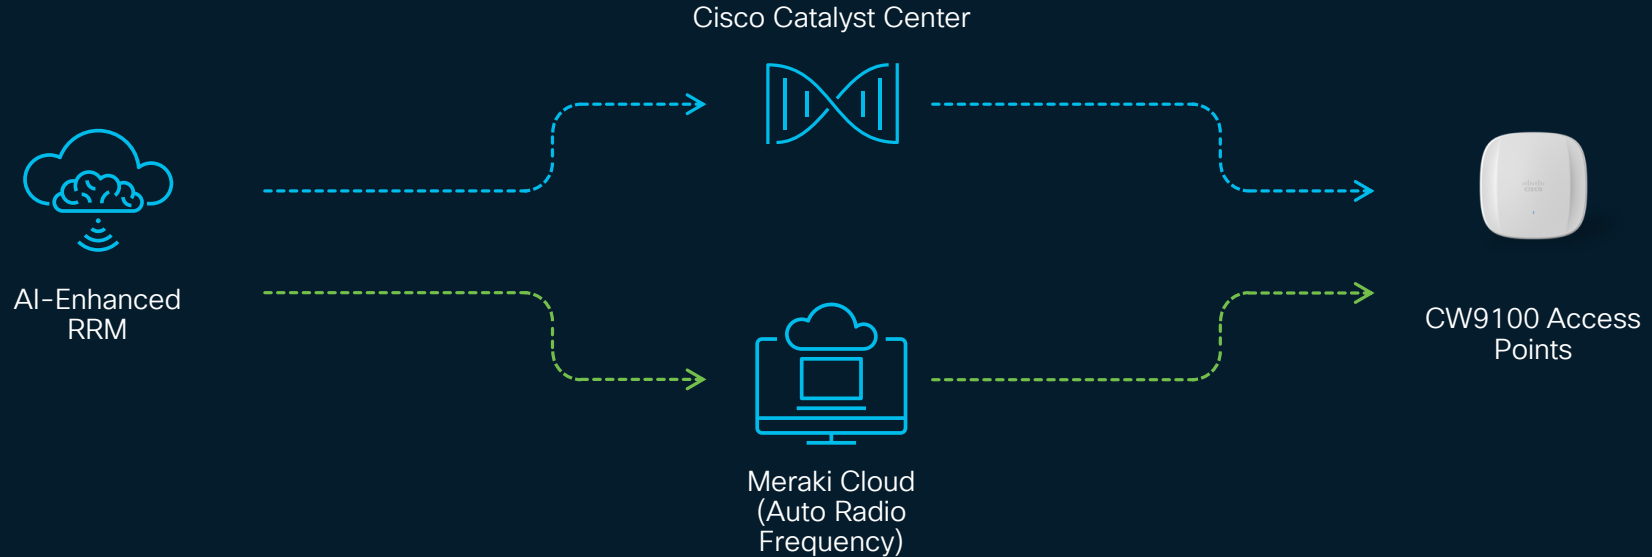 Cisco Catalyst Center
AI-Enhanced
RRM
CW9100 Access
Points
Meraki Cloud
(Auto Radio
Frequency)